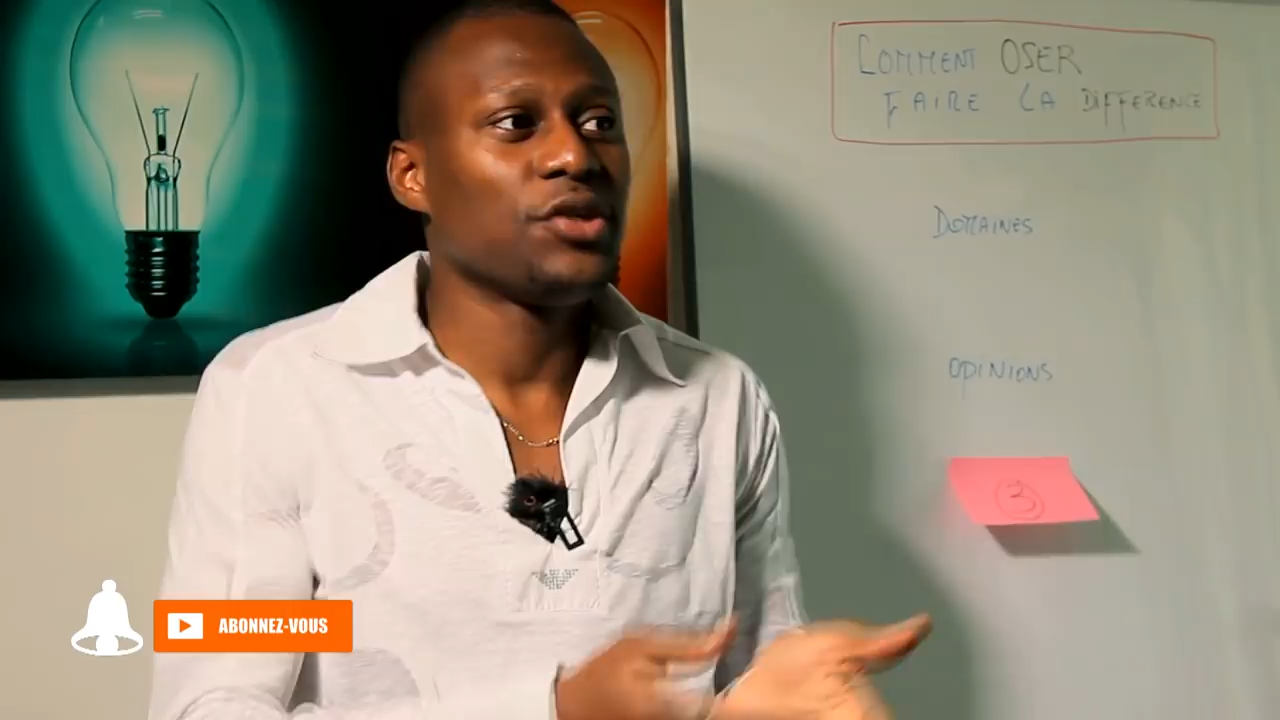 COMMENT OSER
FAIRE LA DIFFERENCE
DOMAINES
OPINIONS
3
ABONNEZ-VOUS